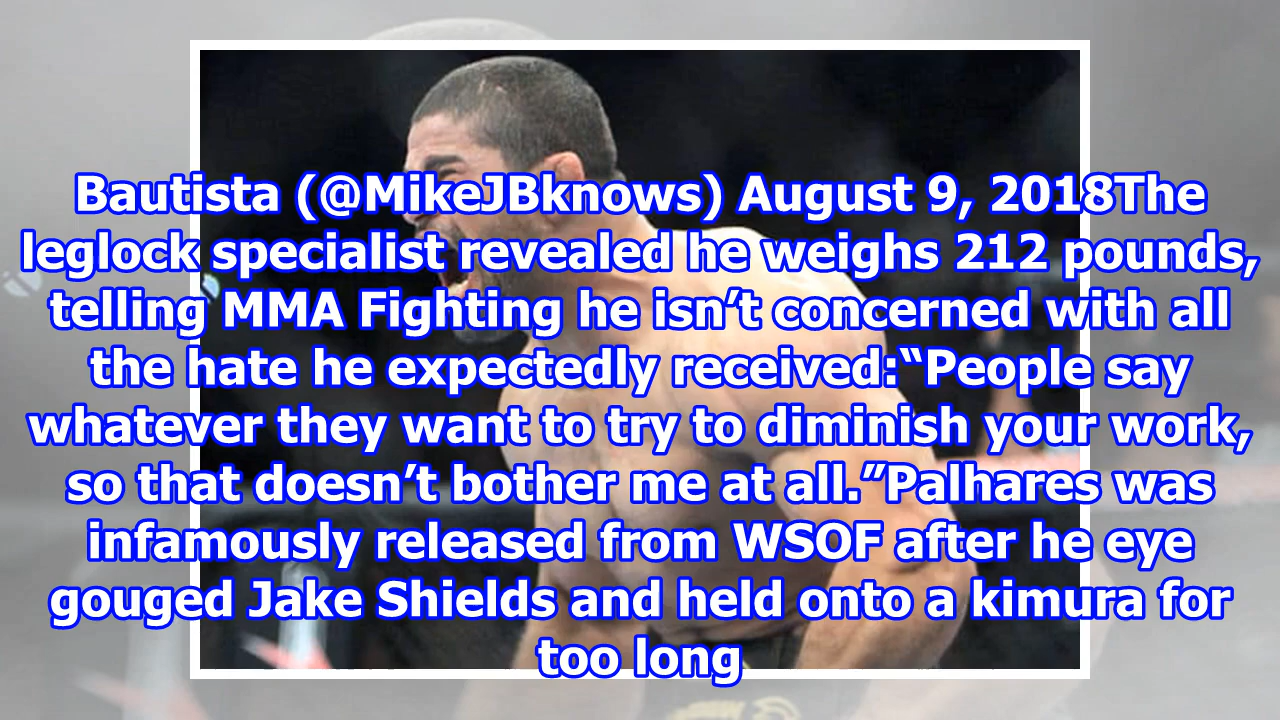 Bautista (@MikeJBknows) August 9, 2018The
leglock specialist revealed he weighs 212 pounds,
telling MMA Fighting he isn’t concerned with all
the hate he expectedly received:“People say
whatever they want to try to diminish your work,
so that doesn’t bother me at all.”Palhares was
infamously released from WSOF after he eye
gouged Jake Shields and held onto a kimura for
too long